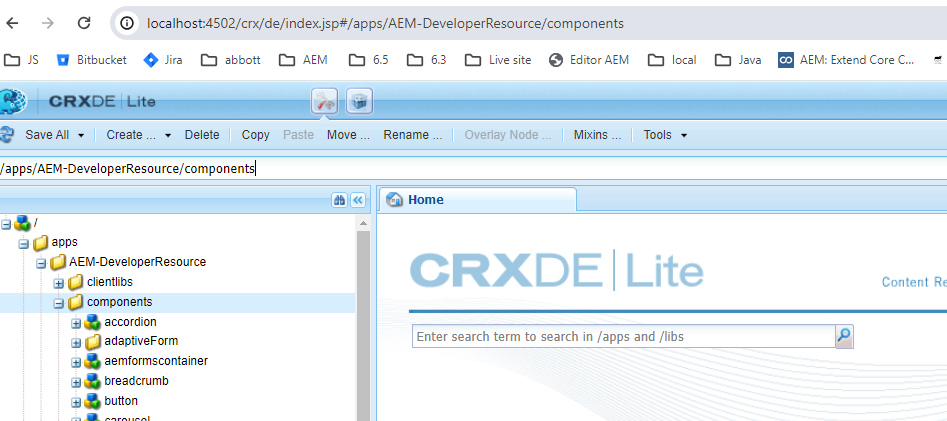 localhost:4502/crx/de/index.jsp#/apps/AEM-DeveloperResource/components
JS Bitbucket Jira abbott AEM 6.5 6.3 Live site Editor AEM local Java AEM: Extend Core C...
CRXDE | Lite
Save All Create ... Delete Copy Paste Move ... Rename ... Overlay Node ... Mixins ... Tools
/apps/AEM-DeveloperResource/components
Home
/
apps
AEM-DeveloperResource
clientlibs
components
accordion
adaptiveForm
aemformscontainer
breadcrumb
button
carousel
CRXDE | Lite
Content Re
Enter search term to search in /apps and /libs